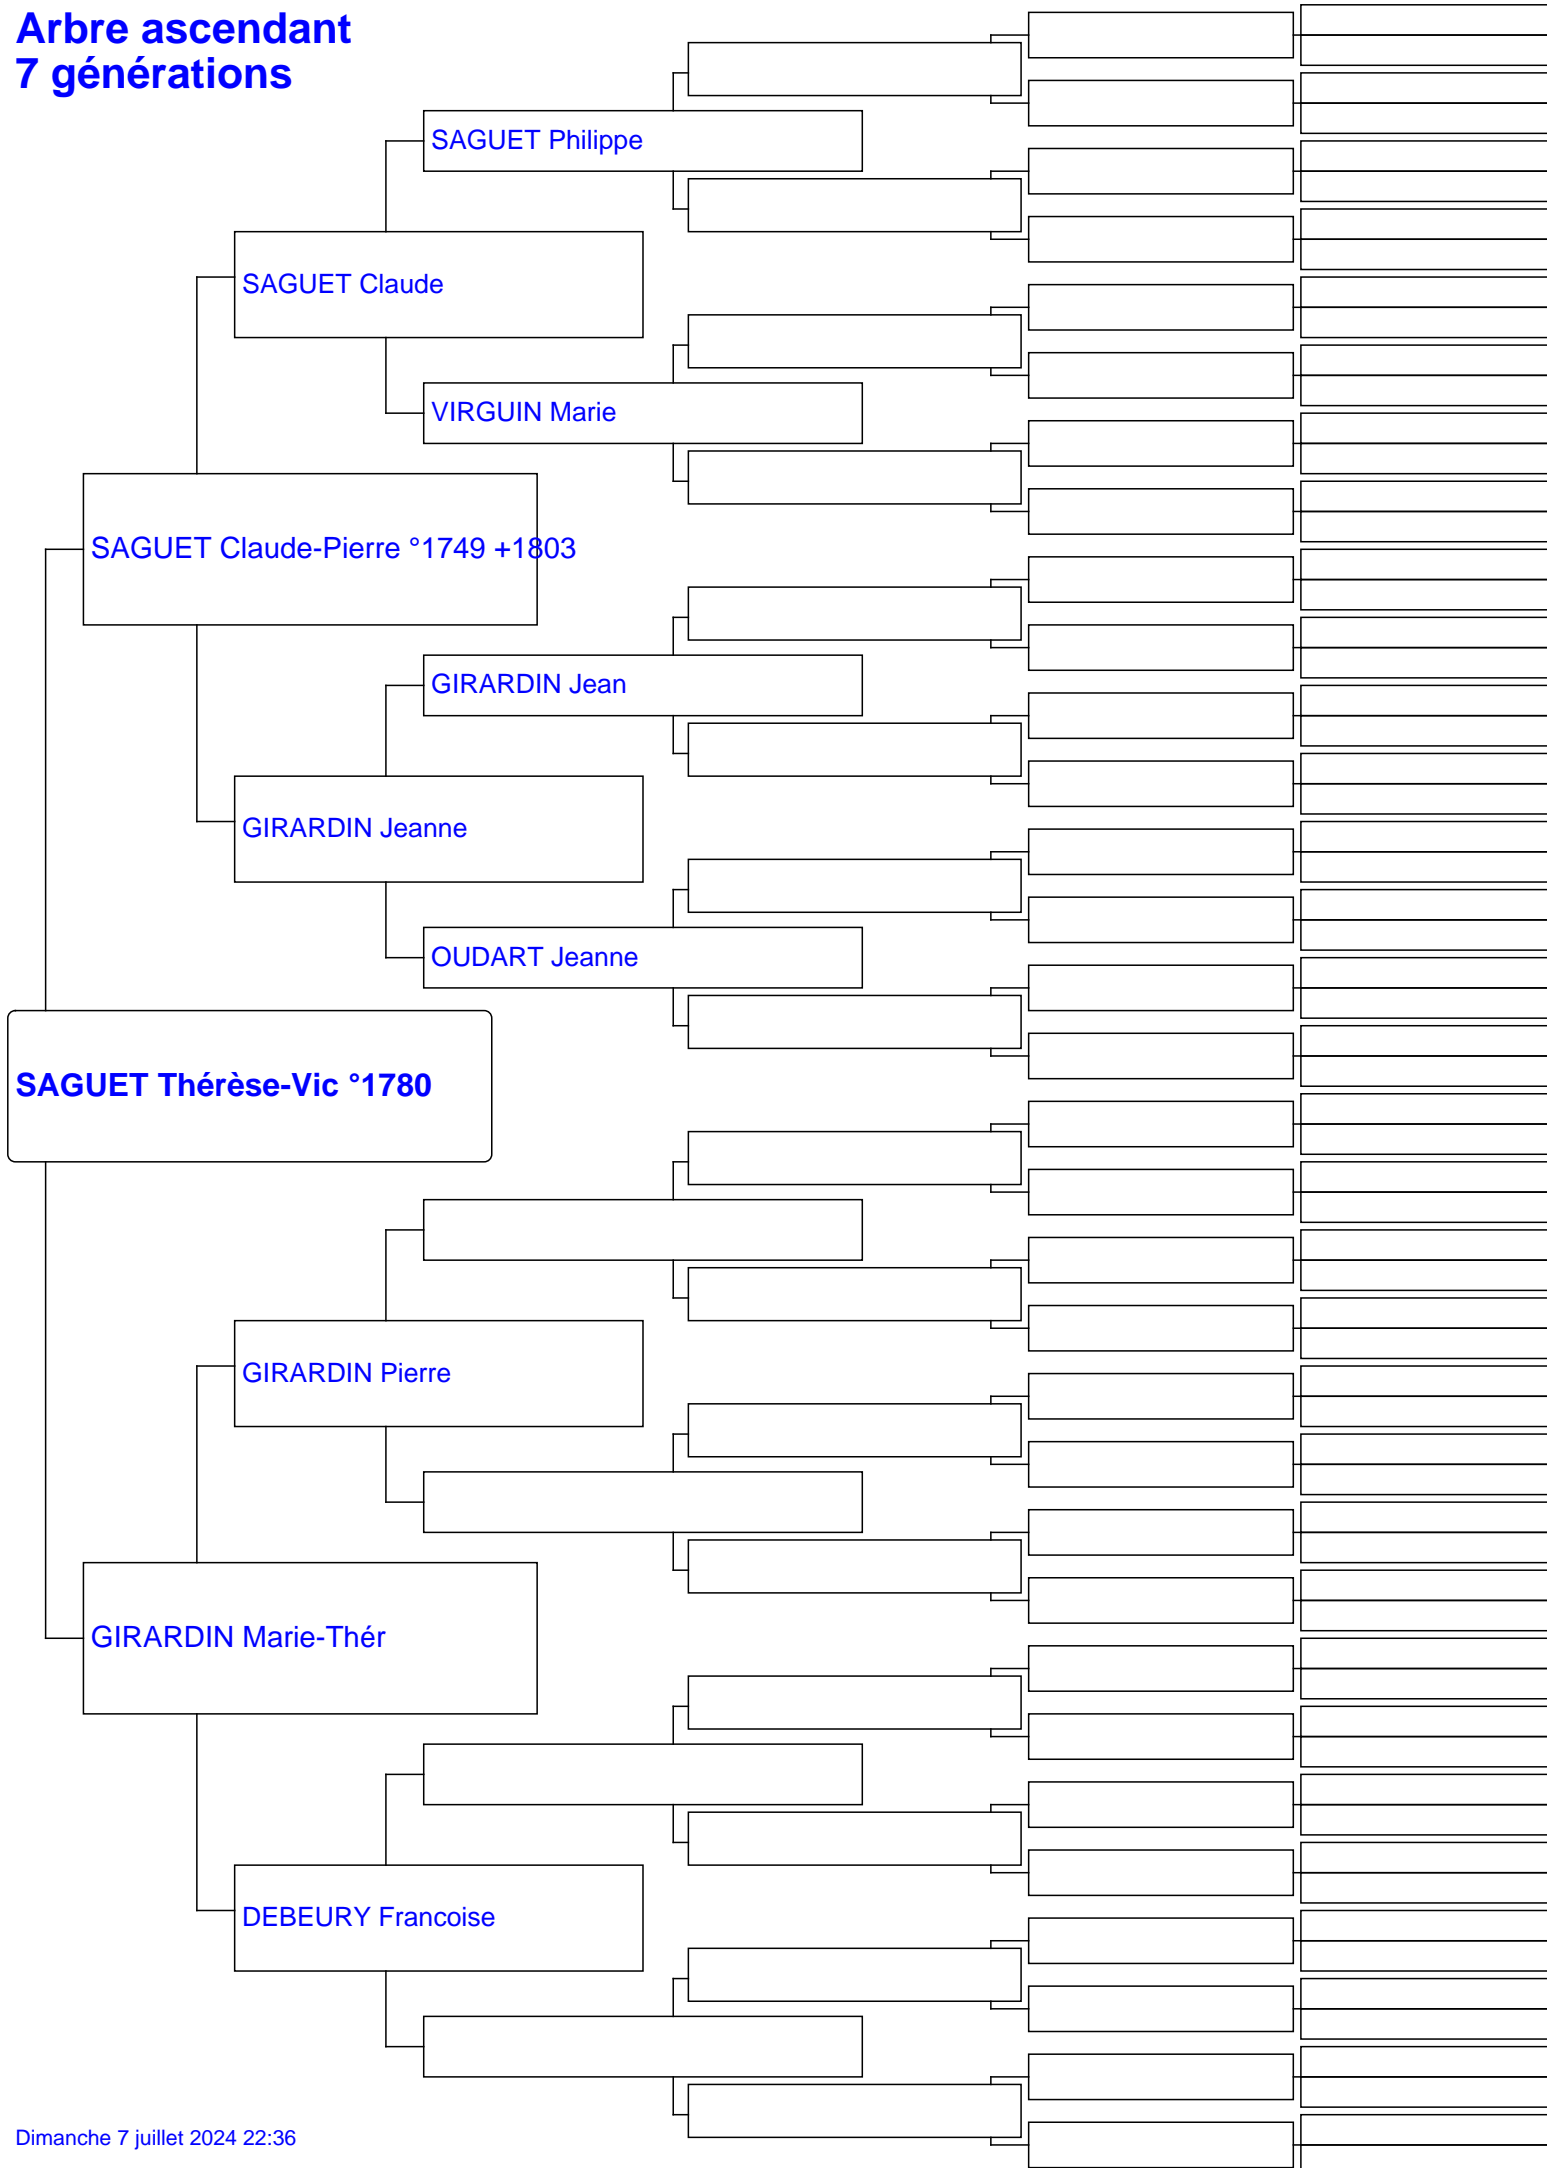 Arbre ascendant
7 générations
SAGUET Philippe
SAGUET Claude
VIRGUIN Marie
SAGUET Claude-Pierre °1749 +1803
GIRARDIN Jean
GIRARDIN Jeanne
OUDART Jeanne
SAGUET Thérèse-Vic °1780
GIRARDIN Pierre
GIRARDIN Marie-Thér
DEBEURY Francoise
Dimanche 7 juillet 2024 22:36